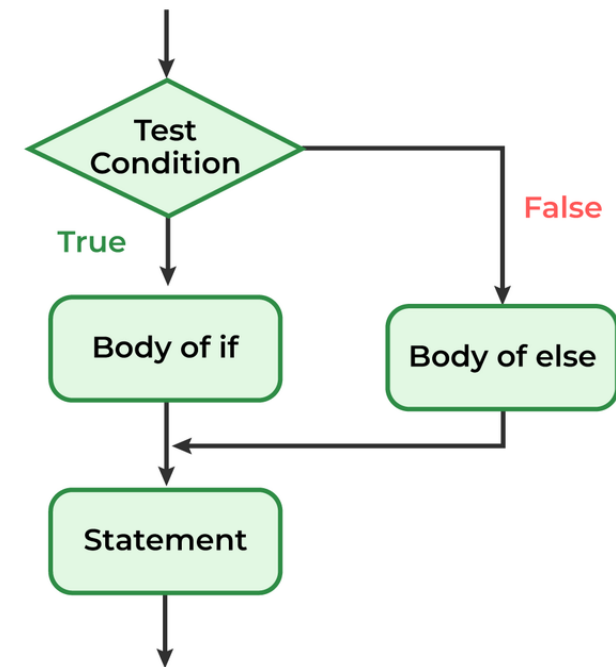 Test
Condition
True
False
Body of if
Body of else
Statement